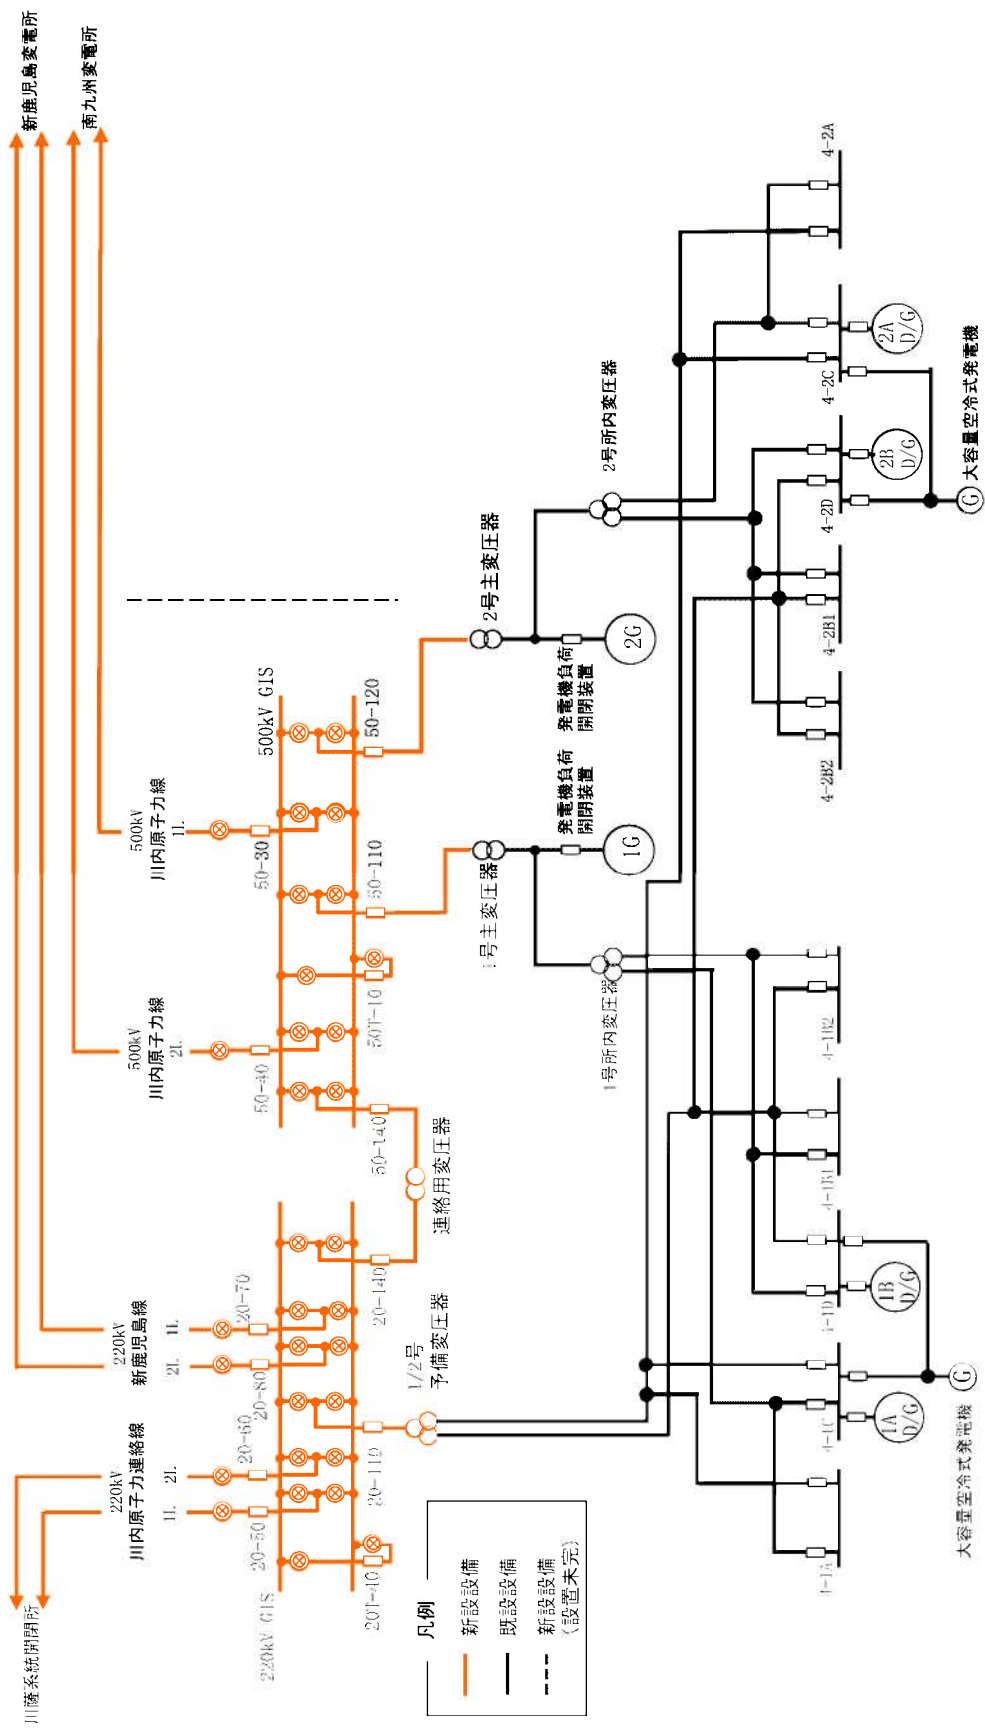 川薩系統開閉所
新鹿児島変電所
南九州変電所
220kV
川内原子力連絡線
1L
2L
220kV
新鹿児島線
2L
1L
500kV
川内原子力線
2L
500kV
川内原子力線
1L
220kV GIS
20-50
20-60
20-80
20-70
50-40
50-30
500kV GIS
20T-40
20-110
20-140
50-140
50T-10
50-110
50-120
1/2号
予備変圧器
連絡用変圧器
1号主変圧器
2号主変圧器
発電機負荷
開閉装置
発電機負荷
開閉装置
1G
2G
1号所内変圧器
2号所内変圧器
4-1A
4-1C
4-1D
4-1B1
4-1B2
4-2B2
4-2B1
4-2D
4-2C
4-2A
1A
D/G
1B
D/G
2B
D/G
2A
D/G
大容量空冷式発電機
G
G
大容量空冷式発電機
凡例
新設設備
既設設備
新設設備
(設置未完)